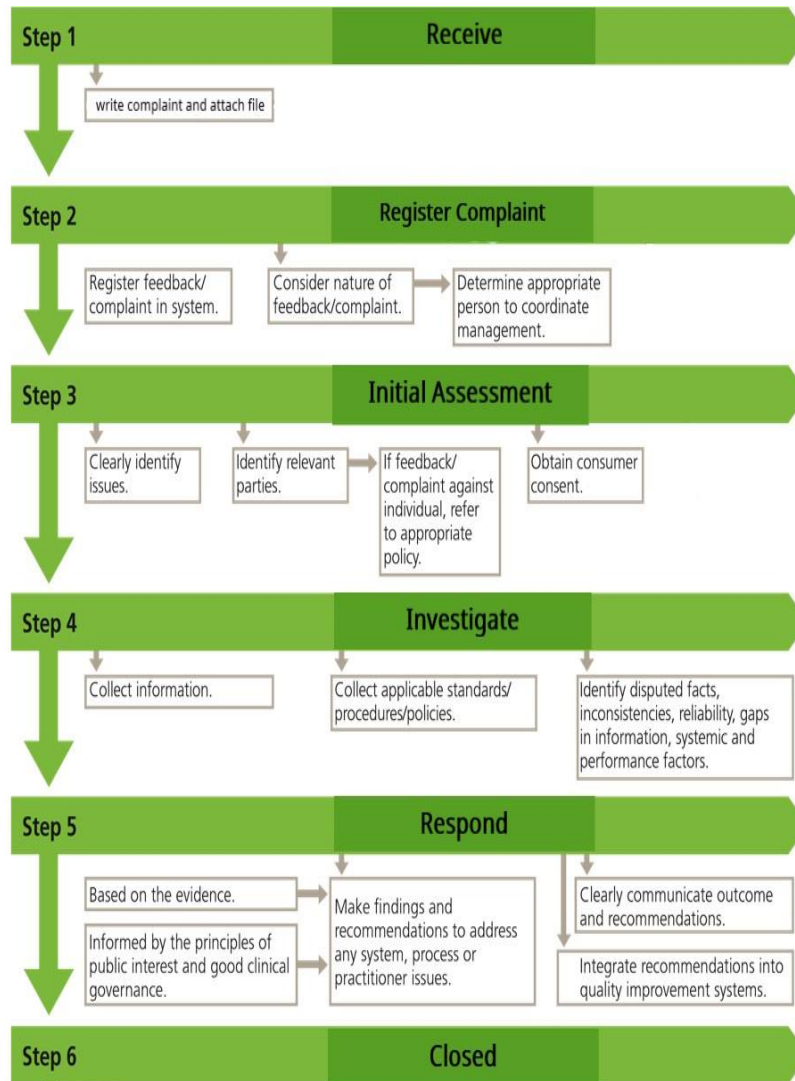 Step 1
Receive
write complaint and attach file
Step 2
Register Complaint
Register feedback/
complaint in system.
Consider nature of
feedback/complaint.
Determine appropriate
person to coordinate
management.
Step 3
Initial Assessment
Clearly identify
issues.
Identify relevant
parties.
If feedback/
complaint against
individual, refer
to appropriate
policy.
Obtain consumer
consent.
Step 4
Investigate
Collect information.
Collect applicable standards/
procedures/policies.
Identify disputed facts,
inconsistencies, reliability, gaps
in information, systemic and
performance factors.
Step 5
Respond
Based on the evidence.
Informed by the principles of
public interest and good clinical
governance.
Make findings and
recommendations to address
any system, process or
practitioner issues.
Clearly communicate outcome
and recommendations.
Integrate recommendations into
quality improvement systems.
Step 6
Closed